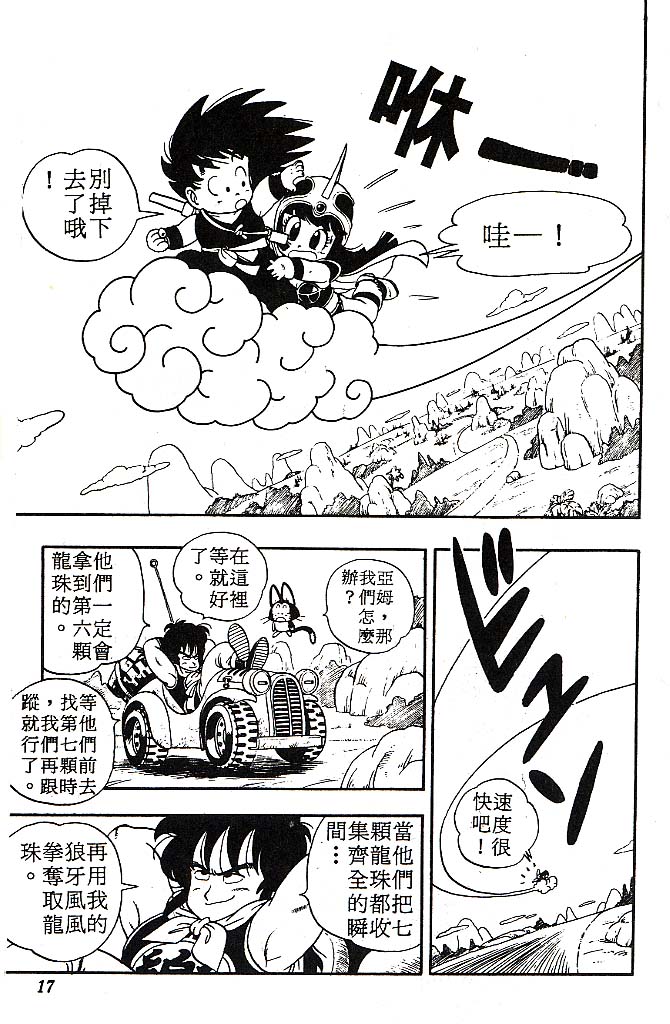 咻—……
哇—！
別掉下
去了哦
！
ビューン
速度很
快吧！
亞姆，那
我們怎麼
辦？
在這裡
等就好
了。
他們一定會
拿到第六顆
龍珠的。
等他們前去
找第七顆時
，我們再跟
蹤就行了。
當他們把七
顆龍珠都收
集齊全的瞬
間…
再用我的
狼牙風風
拳奪取龍
珠。
17